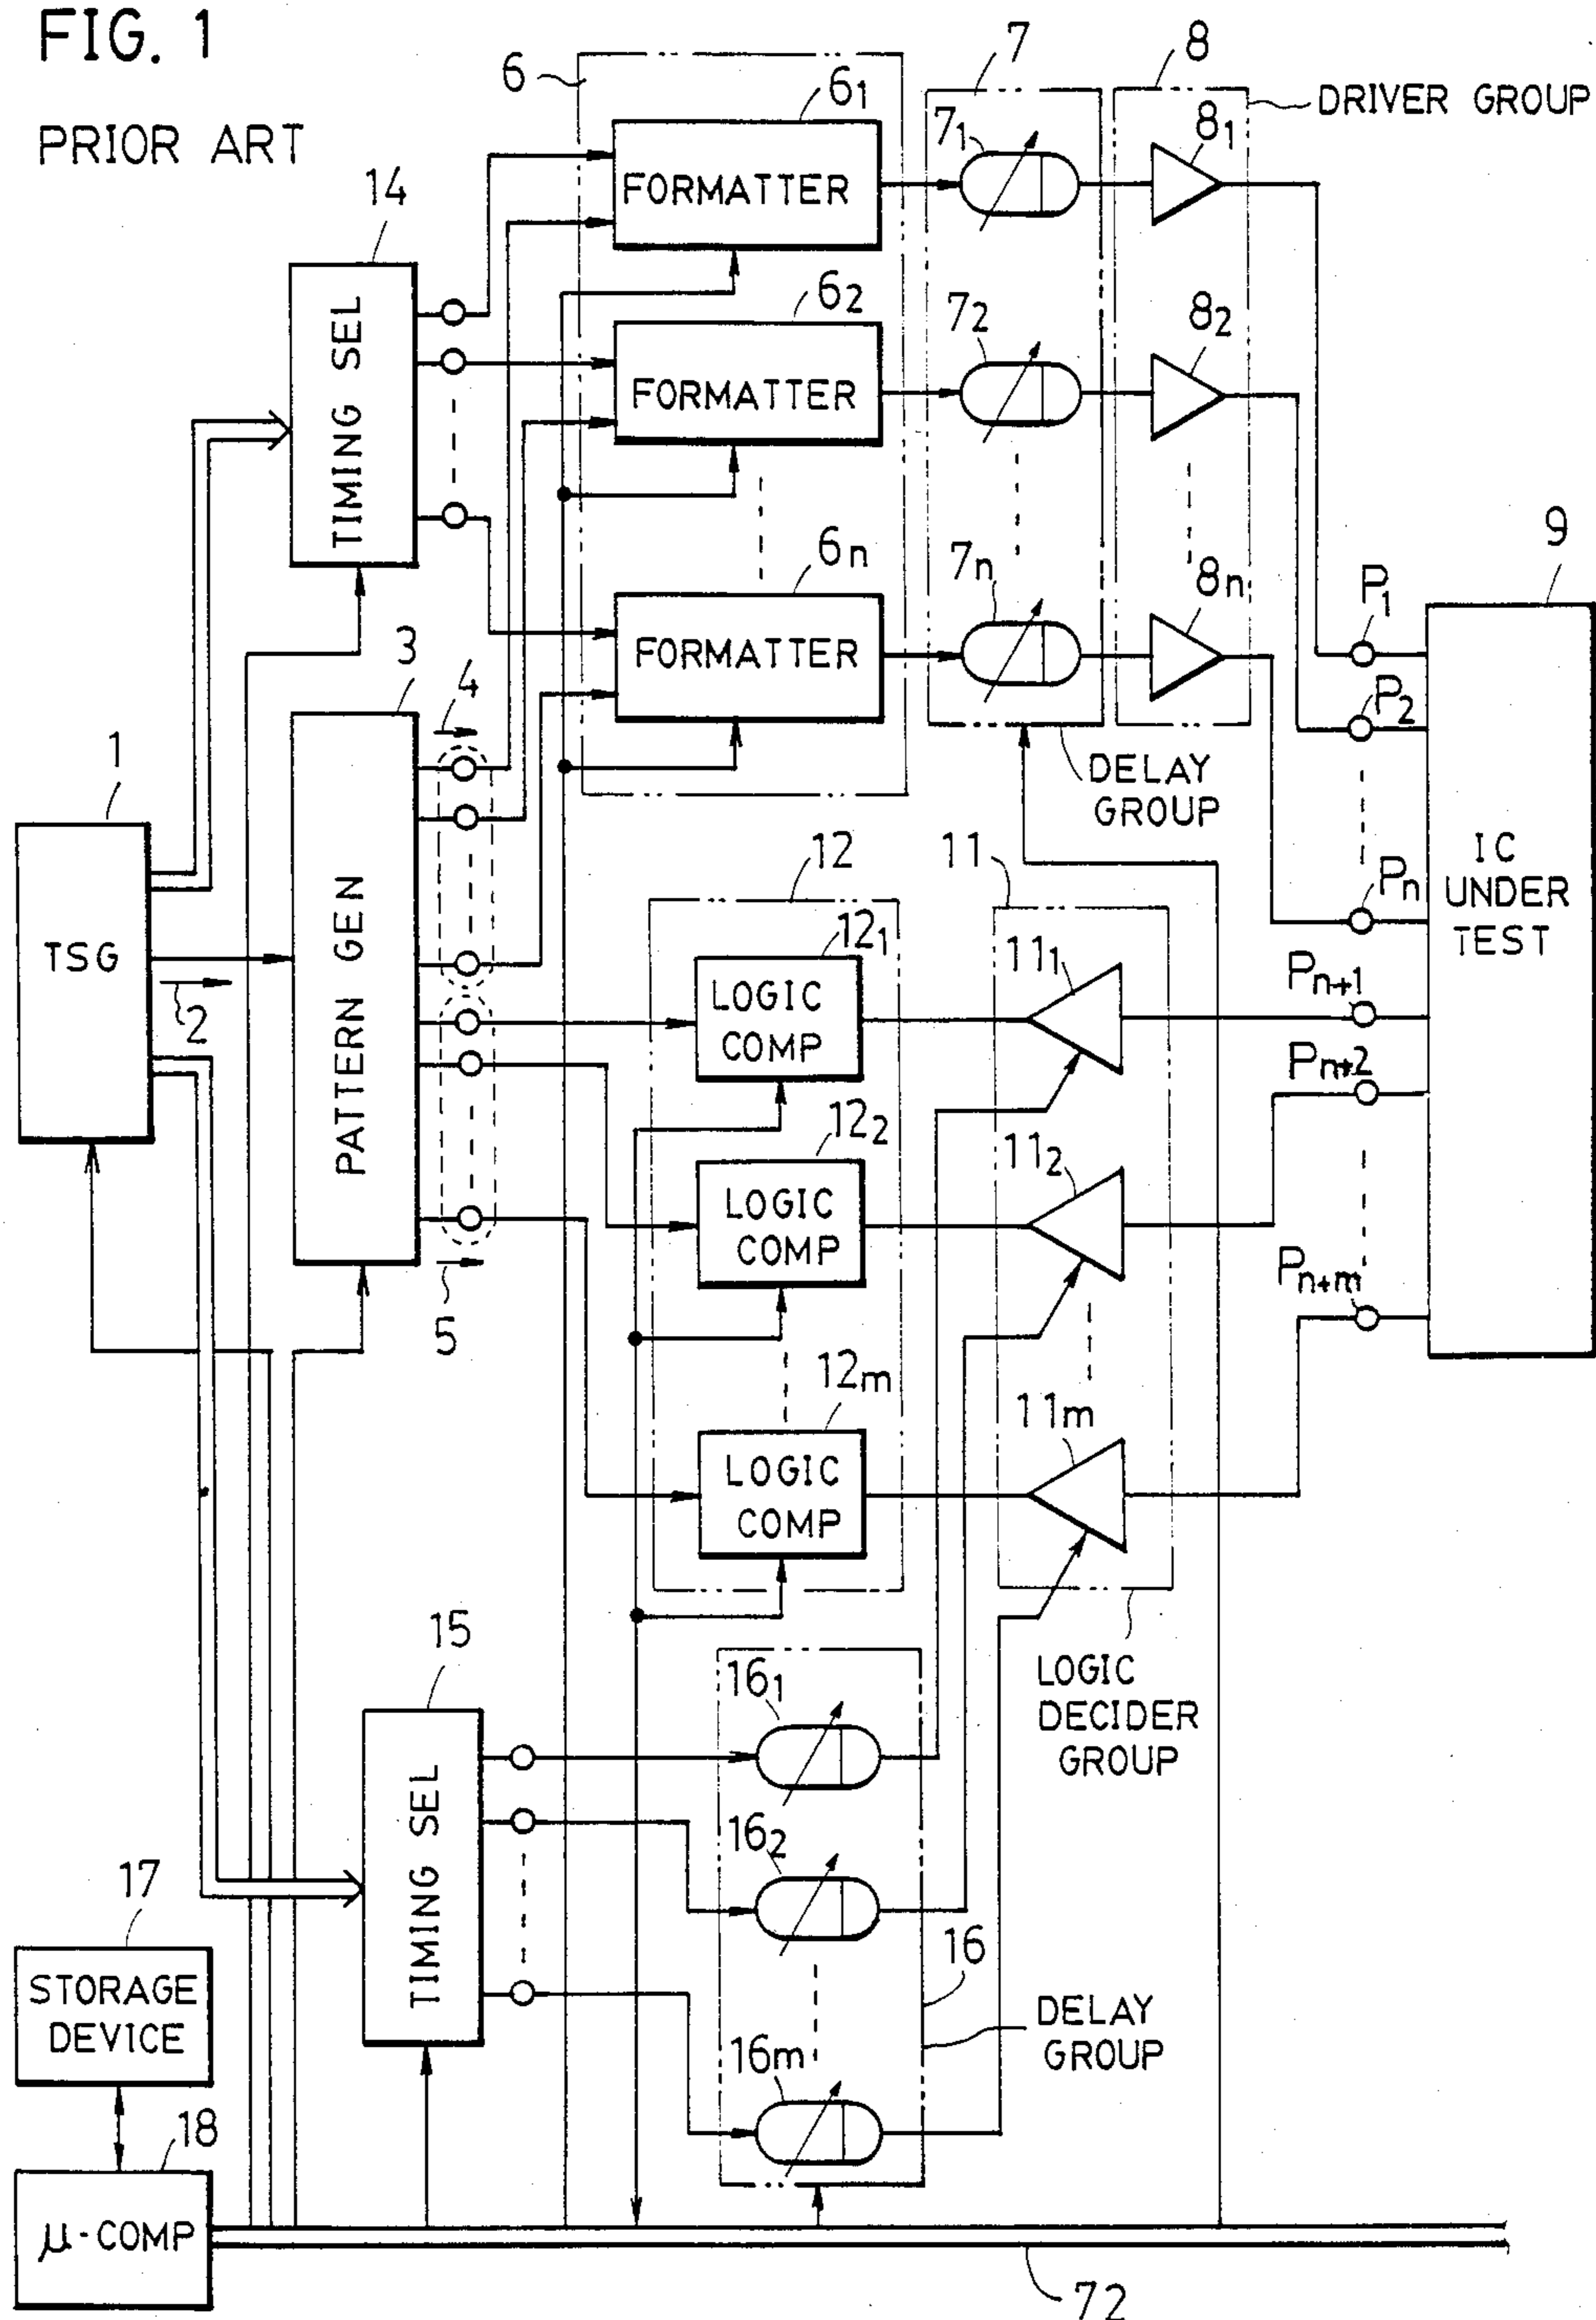 FIG. 1
PRIOR ART
6
7
8
DRIVER GROUP
6₁
7₁
8₁
FORMATTER
14
TIMING SEL
6₂
7₂
8₂
FORMATTER
6n
7n
8n
FORMATTER
9
P₁
P₂
Pn
IC
UNDER
TEST
3
4
PATTERN GEN
DELAY
GROUP
1
TSG
2
12
11
12₁
11₁
LOGIC
COMP
Pn+1
Pn+2
12₂
11₂
LOGIC
COMP
Pn+m
5
12m
11m
LOGIC
COMP
15
TIMING SEL
16₁
LOGIC
DECIDER
GROUP
16₂
17
STORAGE
DEVICE
16
DELAY
GROUP
16m
18
μ-COMP
72